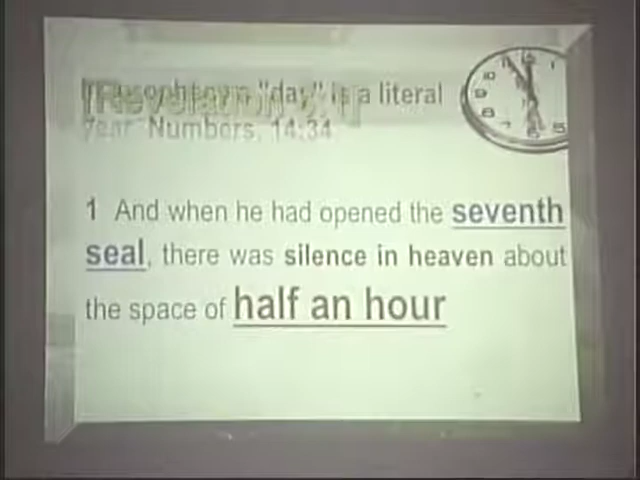 "day" is a literal
year Numbers. 14:34
1 And when he had opened the seventh
seal, there was silence in heaven about
the space of half an hour